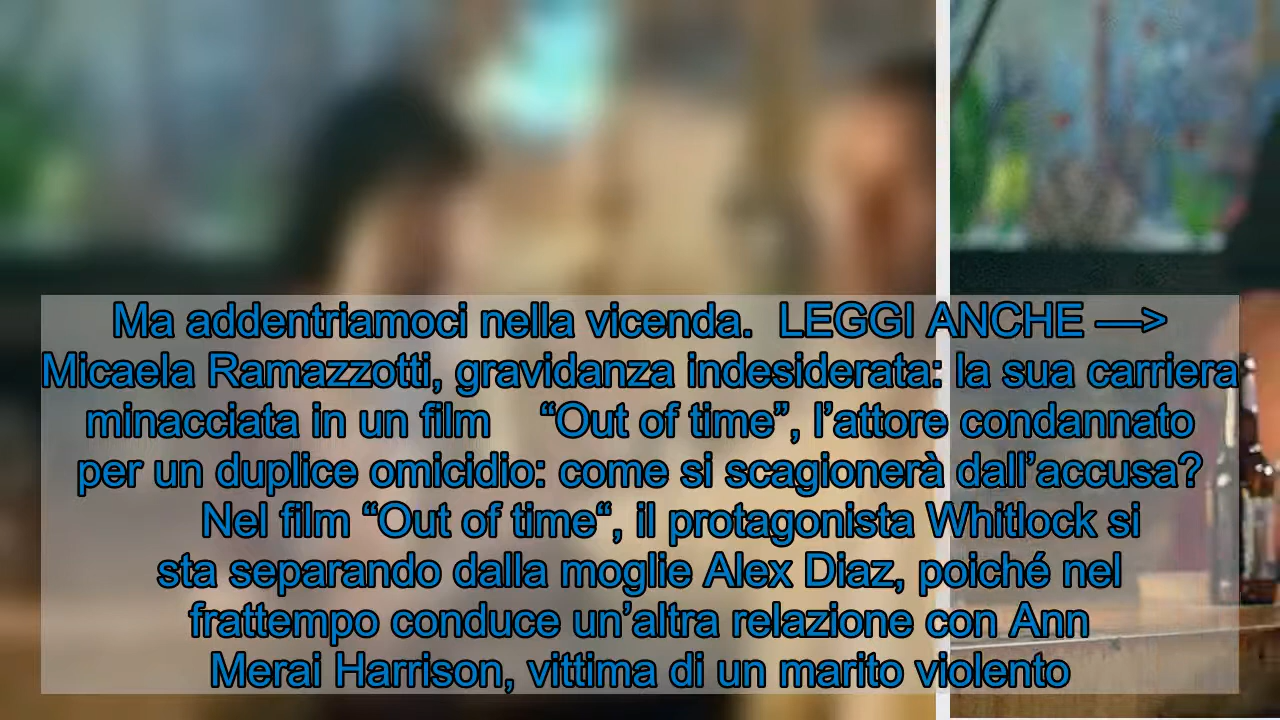 Ma addentriamoci nella vicenda.  LEGGI ANCHE —>
Micaela Ramazzotti, gravidanza indesiderata: la sua carriera
minacciata in un film    “Out of time”, l’attore condannato
per un duplice omicidio: come si scagionerà dall’accusa?
Nel film “Out of time“, il protagonista Whitlock si
sta separando dalla moglie Alex Diaz, poiché nel
frattempo conduce un’altra relazione con Ann
Merai Harrison, vittima di un marito violento